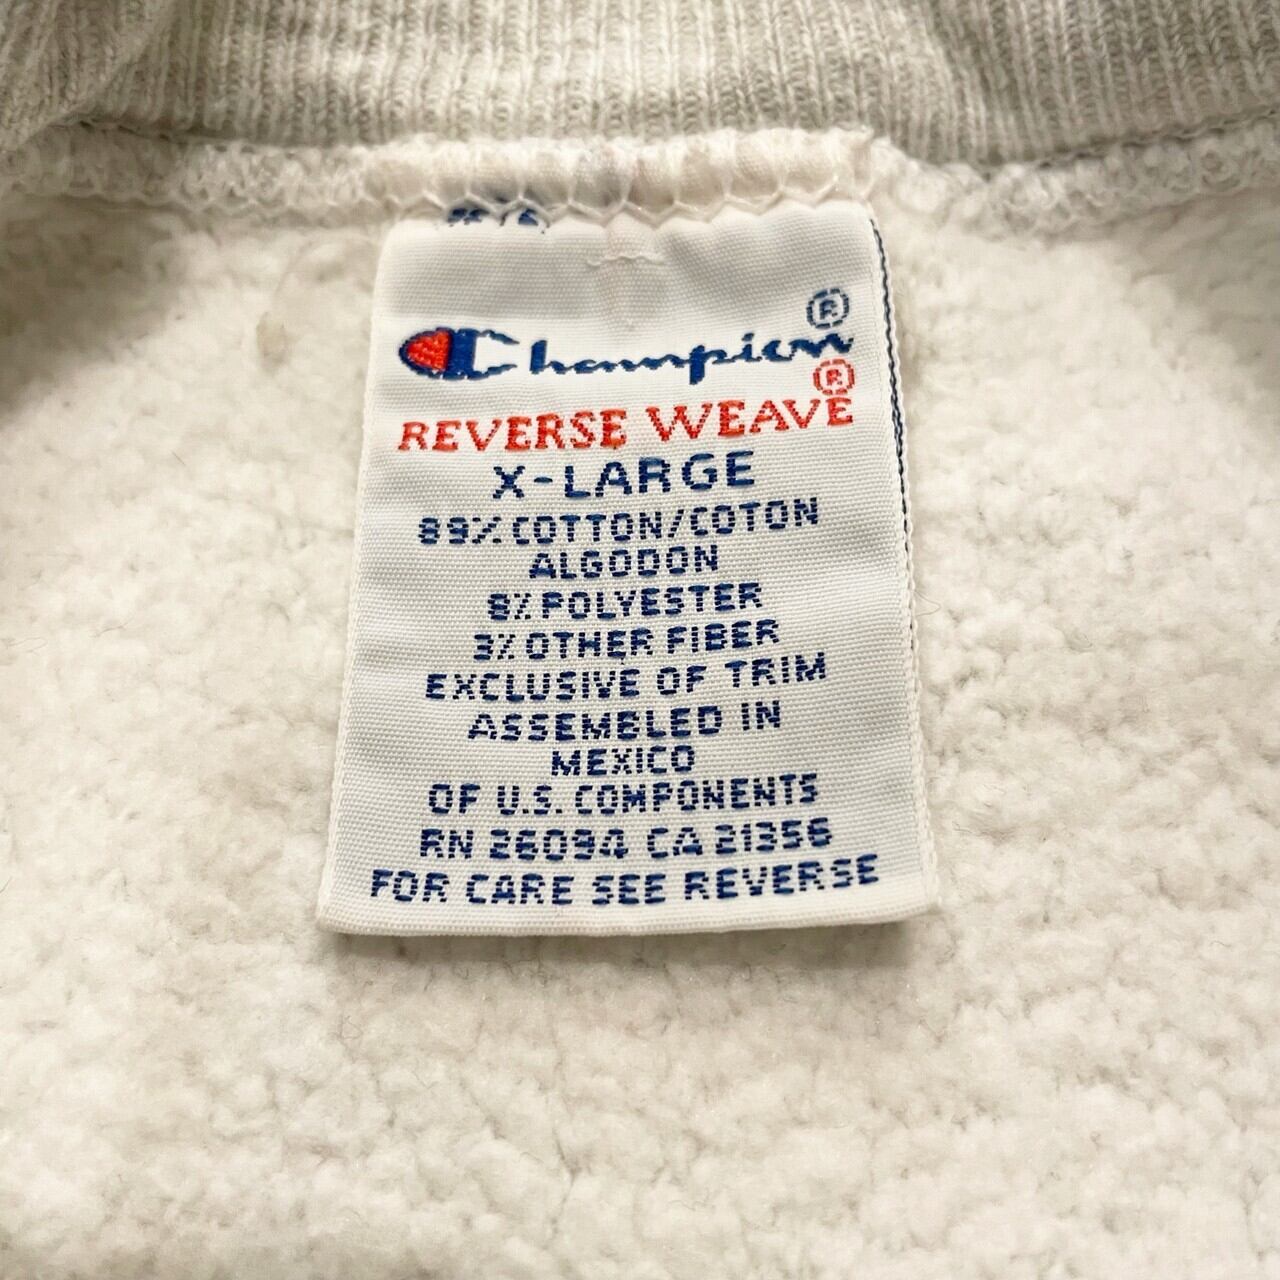 Champion®
REVERSE WEAVE®
X-LARGE
89% COTTON/COTON
ALGODON
8% POLYESTER
3% OTHER FIBER
EXCLUSIVE OF TRIM
ASSEMBLED IN
MEXICO
OF U.S. COMPONENTS
RN 26094 CA 21356
FOR CARE SEE REVERSE